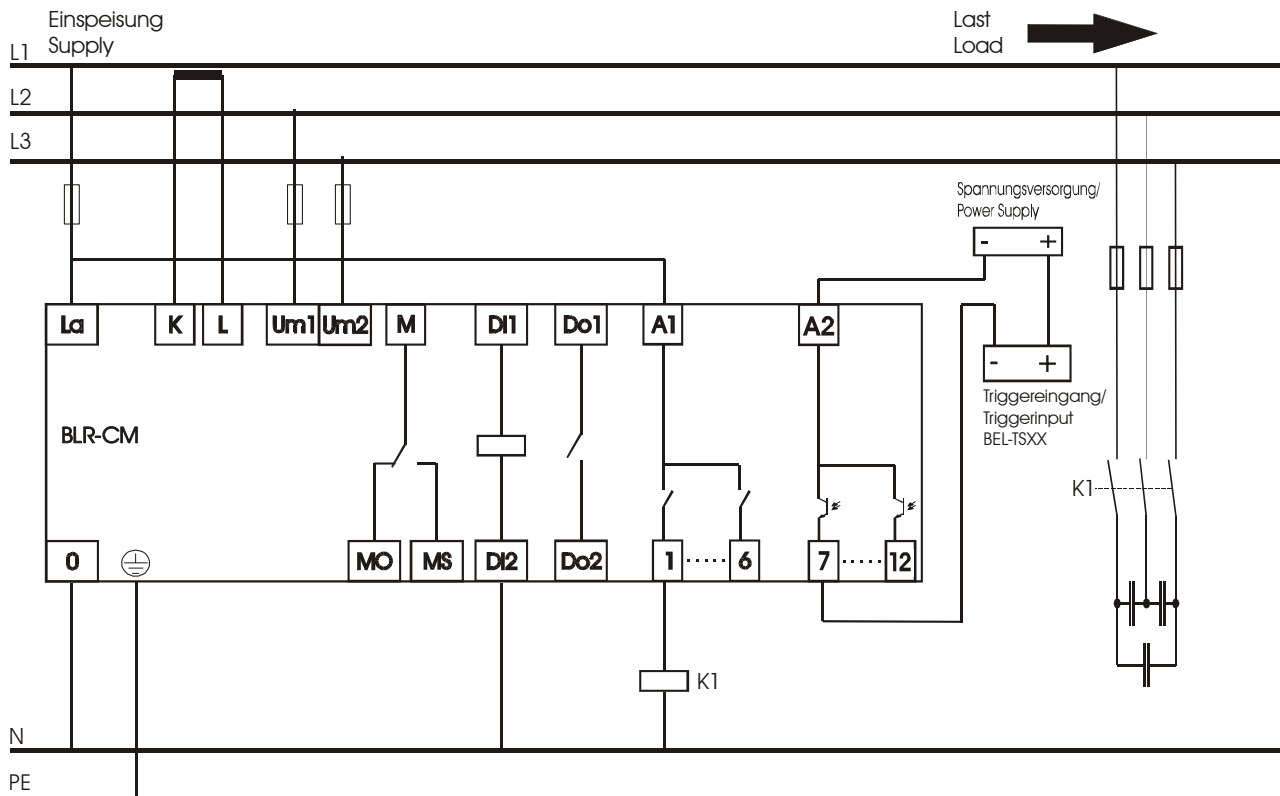 Einspeisung
Supply
Last
Load
L1
L2
L3
Spannungsversorgung/
Power Supply
- +
La K L Um1 Um2 M DI1 Do1 A1 A2
- +
Triggereingang/
Triggerinput
BEL-TSXX
BLR-CM
K1
0 MO MS DI2 Do2 1 ...... 6 7 ...... 12
K1
N
PE